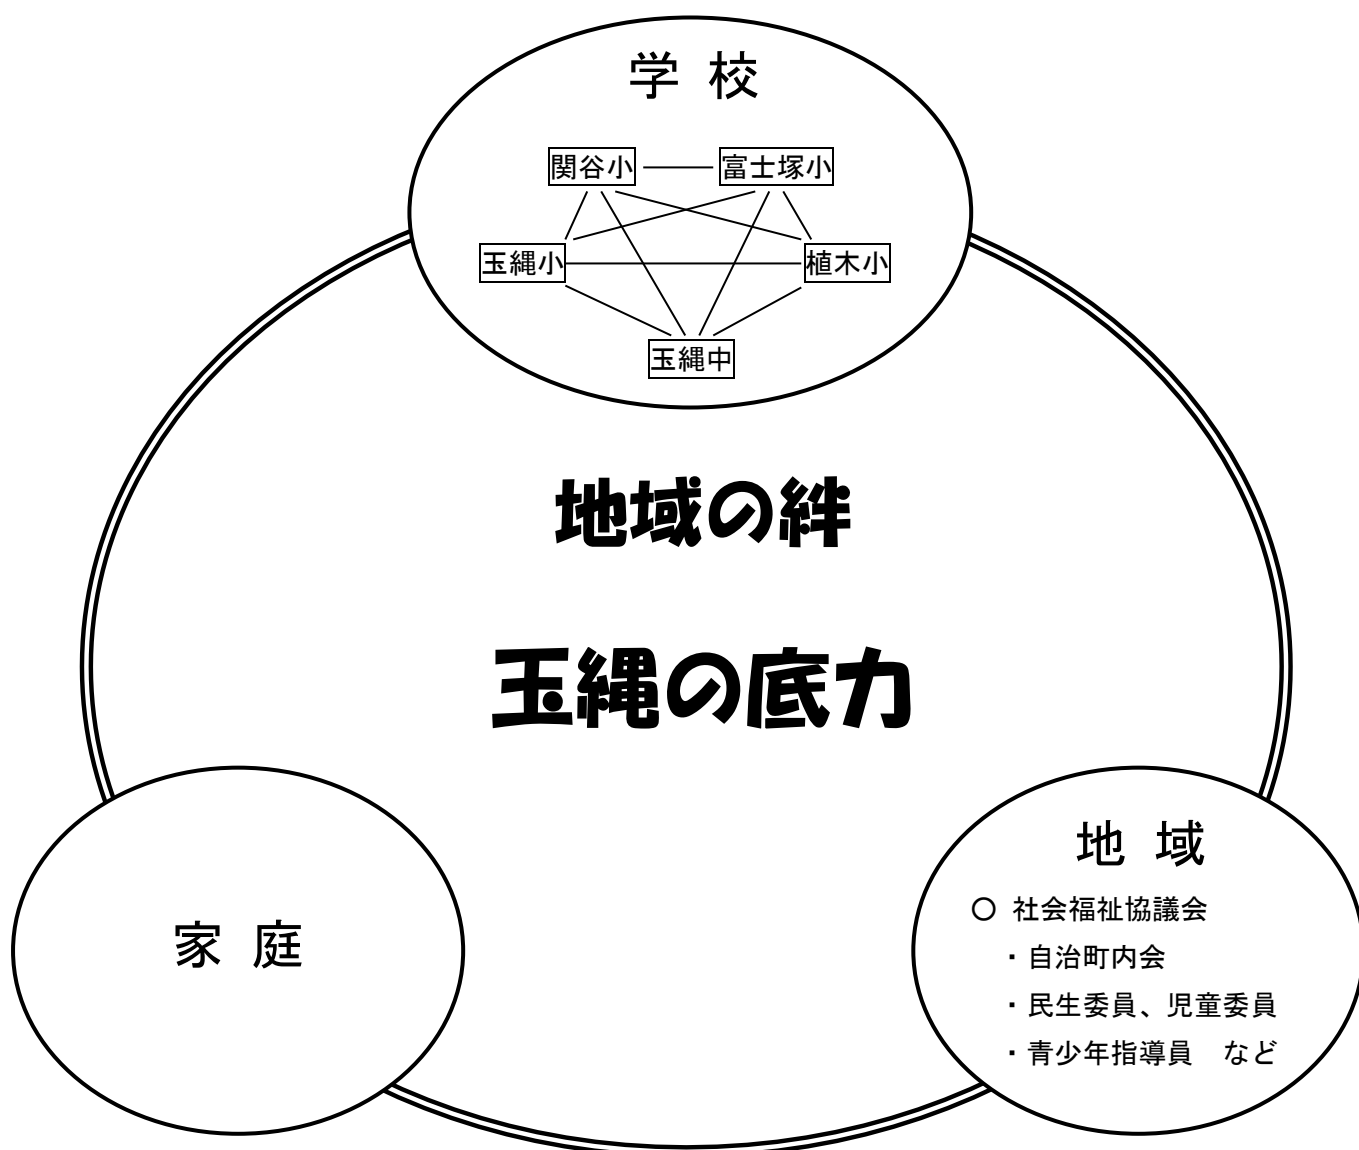 学 校
関谷小
富士塚小
玉縄小
植木小
玉縄中
地域の絆
玉縄の底力
家 庭
地 域
○ 社会福祉協議会
・自治町内会
・民生委員、児童委員
・青少年指導員　など